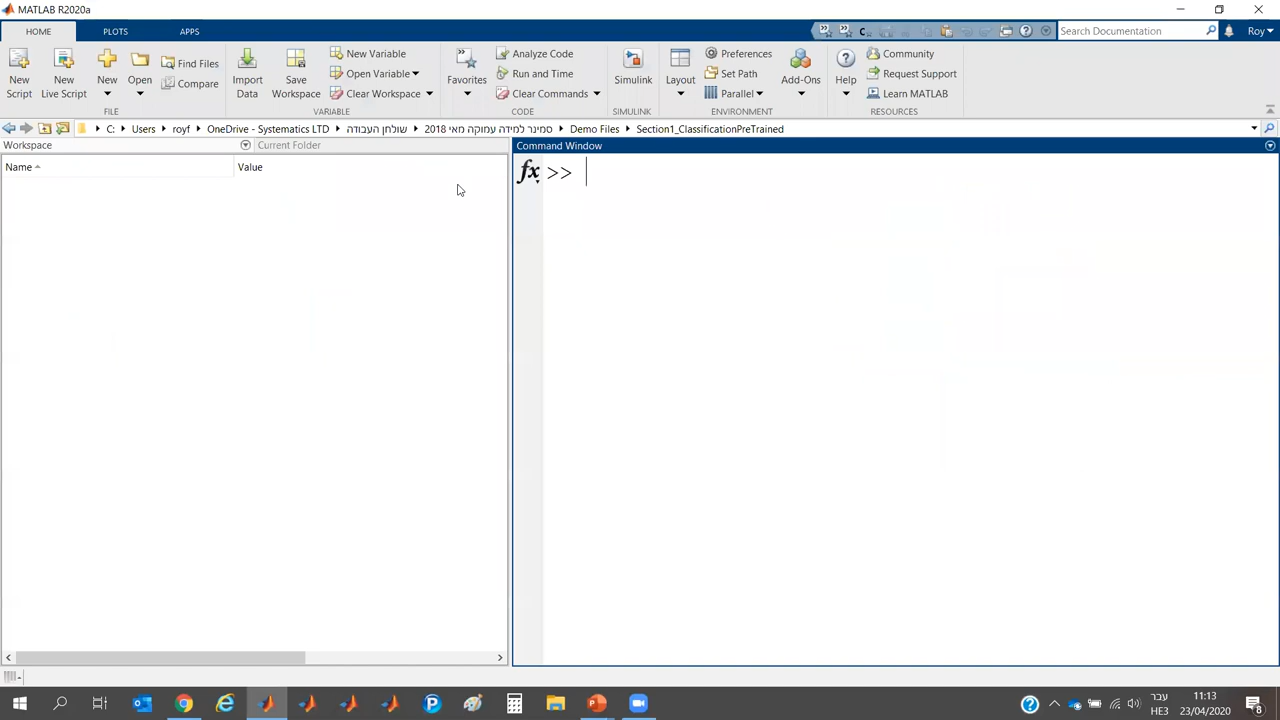 MATLAB R2020a
HOME
PLOTS
APPS
Search Documentation
Roy
New Script
New Live Script
New
Open
Find Files
Compare
FILE
Import Data
Save Workspace
New Variable
Open Variable
Clear Workspace
VARIABLE
Favorites
Analyze Code
Run and Time
Clear Commands
CODE
Simulink
SIMULINK
Layout
Preferences
Set Path
Parallel
Add-Ons
ENVIRONMENT
Help
Community
Request Support
Learn MATLAB
RESOURCES
C: Users royf OneDrive - Systematics LTD שולחן העבודה סמינר למידה עמוקה מאי 2018 Demo Files Section1_ClassificationPreTrained
Workspace
Current Folder
Command Window
Name
Value
fx >>
עבר
HE3
11:13
23/04/2020
8